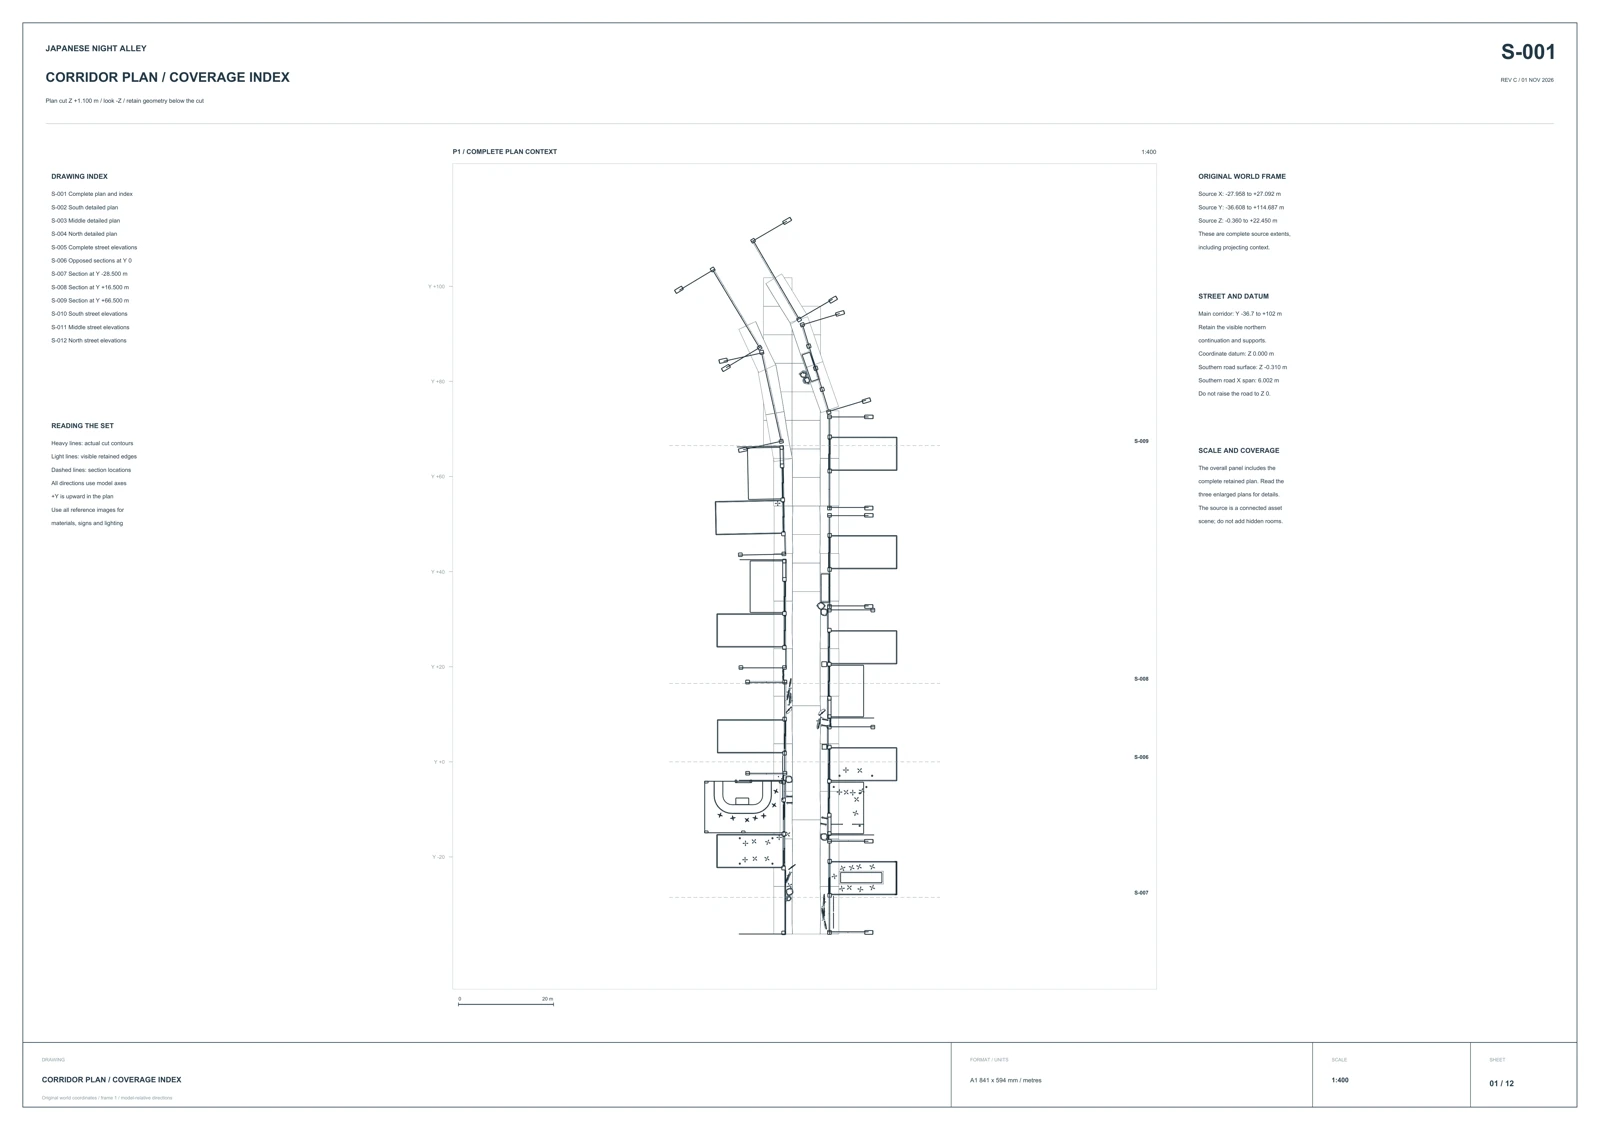 JAPANESE NIGHT ALLEY
CORRIDOR PLAN / COVERAGE INDEX
Plan cut Z +1.100 m / look -Z / retain geometry below the cut
S-001
REV C / 01 NOV 2026
DRAWING INDEX
S-001 Complete plan and index
S-002 South detailed plan
S-003 Middle detailed plan
S-004 North detailed plan
S-005 Complete street elevations
S-006 Opposed sections at Y 0
S-007 Section at Y -28.500 m
S-008 Section at Y +16.500 m
S-009 Section at Y +66.500 m
S-010 South street elevations
S-011 Middle street elevations
S-012 North street elevations
READING THE SET
Heavy lines: actual cut contours
Light lines: visible retained edges
Dashed lines: section locations
All directions use model axes
+Y is upward in the plan
Use all reference images for
materials, signs and lighting
P1 / COMPLETE PLAN CONTEXT
1:400
Y +100
Y +80
Y +60
Y +40
Y +20
Y +0
Y -20
S-009
S-008
S-006
S-007
0 20 m
ORIGINAL WORLD FRAME
Source X: -27.958 to +27.092 m
Source Y: -36.608 to +114.687 m
Source Z: -0.360 to +22.450 m
These are complete source extents,
including projecting context.
STREET AND DATUM
Main corridor: Y -36.7 to +102 m
Retain the visible northern
continuation and supports.
Coordinate datum: Z 0.000 m
Southern road surface: Z -0.310 m
Southern road X span: 6.002 m
Do not raise the road to Z 0.
SCALE AND COVERAGE
The overall panel includes the
complete retained plan. Read the
three enlarged plans for details.
The source is a connected asset
scene; do not add hidden rooms.
DRAWING
CORRIDOR PLAN / COVERAGE INDEX
Original world coordinates / frame 1 / model-relative directions
FORMAT / UNITS
A1 841 x 594 mm / metres
SCALE
1:400
SHEET
01 / 12